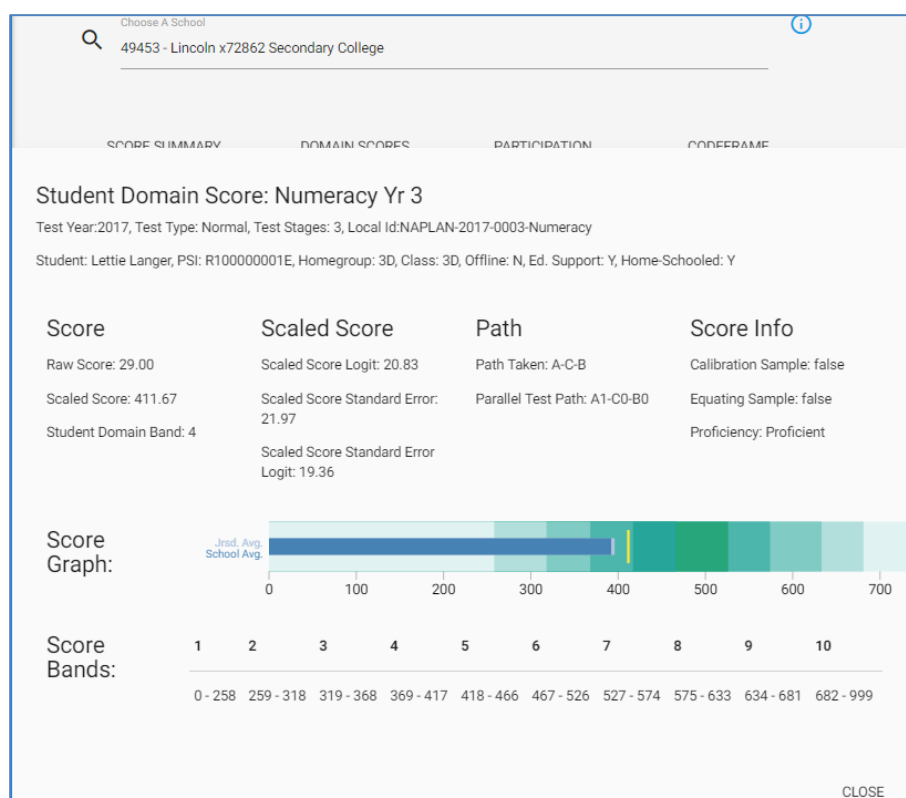 Choose A School
49453 - Lincoln x72862 Secondary College
SCORE SUMMARY DOMAIN SCORES PARTICIPATION CODEFRAME
Student Domain Score: Numeracy Yr 3
Test Year:2017, Test Type: Normal, Test Stages: 3, Local Id:NAPLAN-2017-0003-Numeracy
Student: Lettie Langer, PSI: R100000001E, Homegroup: 3D, Class: 3D, Offline: N, Ed. Support: Y, Home-Schooled: Y
Score
Raw Score: 29.00
Scaled Score: 411.67
Student Domain Band: 4
Scaled Score
Scaled Score Logit: 20.83
Scaled Score Standard Error:
21.97
Scaled Score Standard Error
Logit: 19.36
Path
Path Taken: A-C-B
Parallel Test Path: A1-C0-B0
Score Info
Calibration Sample: false
Equating Sample: false
Proficiency: Proficient
Score
Graph:
Jrsd. Avg.
School Avg.
0 100 200 300 400 500 600 700
Score
Bands:
1 2 3 4 5 6 7 8 9 10
0 - 258 259 - 318 319 - 368 369 - 417 418 - 466 467 - 526 527 - 574 575 - 633 634 - 681 682 - 999
CLOSE